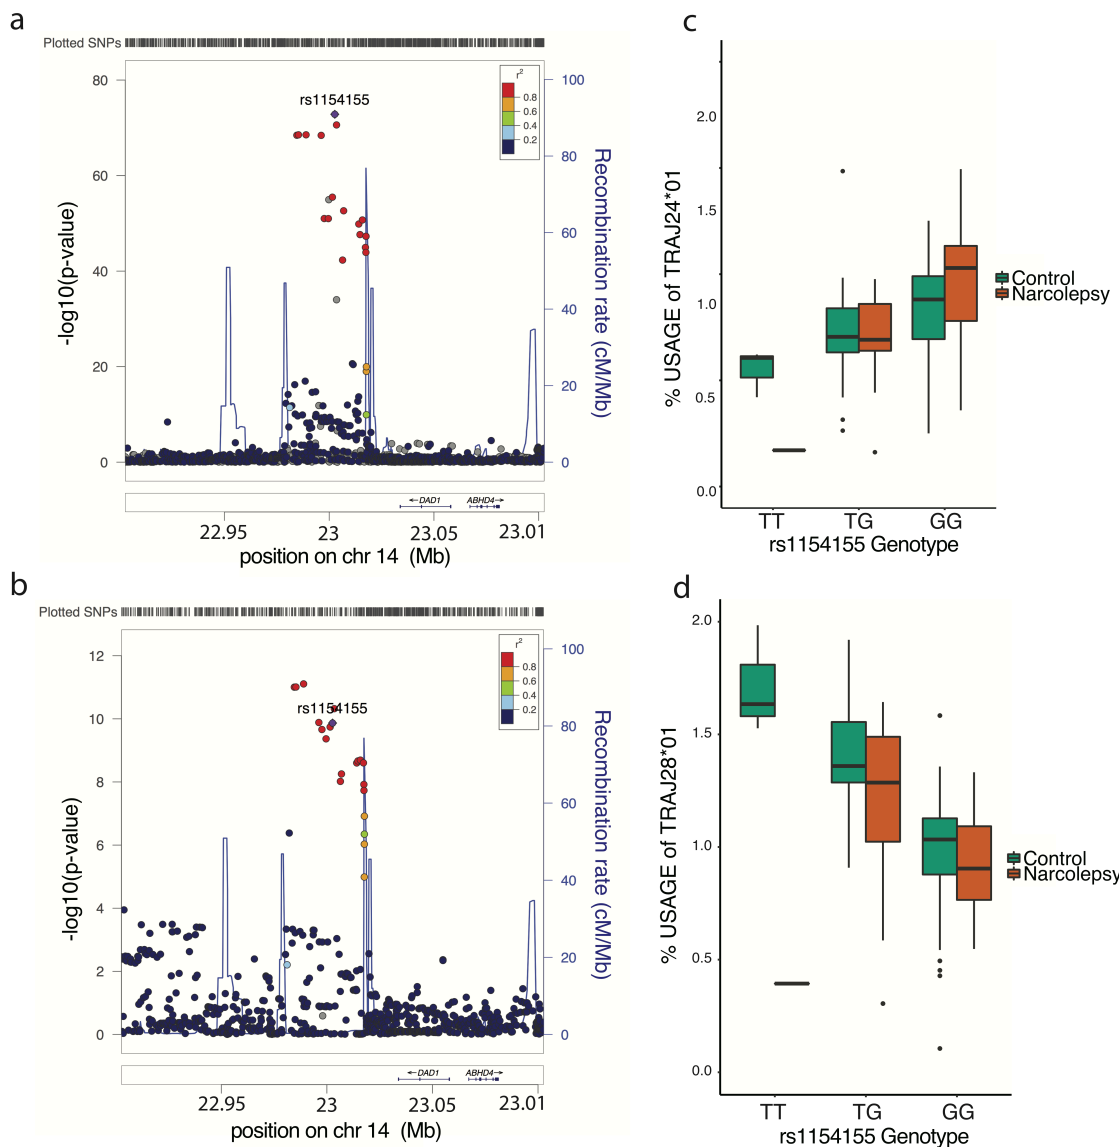 a
Plotted SNPs
80
60
40
20
0
-log10(p-value)
rs1154155
r2
0.8
0.6
0.4
0.2
100
80
60
40
20
0
Recombination rate (cM/Mb)
←DAD1
ABHD4→
22.95
23
23.05
23.01
position on chr 14 (Mb)
b
Plotted SNPs
12
10
8
6
4
2
0
-log10(p-value)
rs1154155
r2
0.8
0.6
0.4
0.2
100
80
60
40
20
0
Recombination rate (cM/Mb)
←DAD1
ABHD4→
22.95
23
23.05
23.01
position on chr 14 (Mb)
c
2.0
1.5
1.0
0.5
0.0
% USAGE of TRAJ24*01
Control
Narcolepsy
TT
TG
GG
rs1154155 Genotype
d
2.0
1.5
1.0
0.5
0.0
% USAGE of TRAJ28*01
Control
Narcolepsy
TT
TG
GG
rs1154155 Genotype